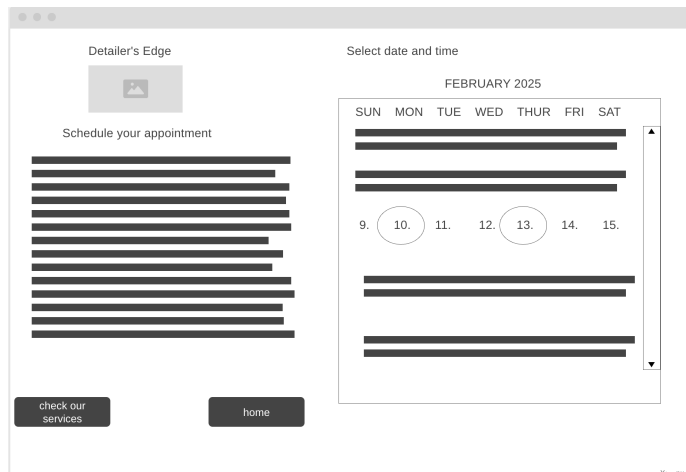 Detailer's Edge
Schedule your appointment
check our
services
home
Select date and time
FEBRUARY 2025
SUN MON TUE WED THUR FRI SAT
9. 10. 11. 12. 13. 14. 15.